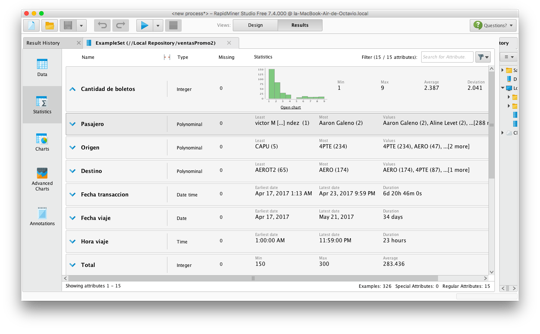 <new process*> – RapidMiner Studio Free 7.4.000 @ la-MacBook-Air-de-Octavio.local
Views: Design Results Questions?
Result History ExampleSet (//Local Repository/ventasPromo2)
Name Type Missing Statistics Filter (15 / 15 attributes): Search for Attribute
Data
Statistics
Charts
Advanced Charts
Annotations
Cantidad de boletos Integer 0 Open chart Min 1 Max 9 Average 2.387 Deviation 2.041
Least Most Values
Pasajero Polynominal 0 victor M [...] ndez (1) Aaron Galeno (2) Aaron Galeno (2), Aline Levet (2), ...[288
Least Most Values
Origen Polynominal 0 CAPU (5) 4PTE (234) 4PTE (234), AERO (47), ...[2 more]
Least Most Values
Destino Polynominal 0 AEROT2 (65) AERO (174) AERO (174), 4PTE (87), ...[1 more]
Earliest date Latest date Duration
Fecha transaccion Date time 0 Apr 17, 2017 1:13 AM Apr 23, 2017 9:59 PM 6d 20h 46m 0s
Earliest date Latest date Duration
Fecha viaje Date 0 Apr 17, 2017 May 21, 2017 34 days
Earliest date Latest date Duration
Hora viaje Time 0 1:00:00 AM 11:59:00 PM 23 hours
Min Max Average
Total Integer 0 150 300 283.436
Showing attributes 1 - 15 Examples: 326 Special Attributes: 0 Regular Attributes: 15